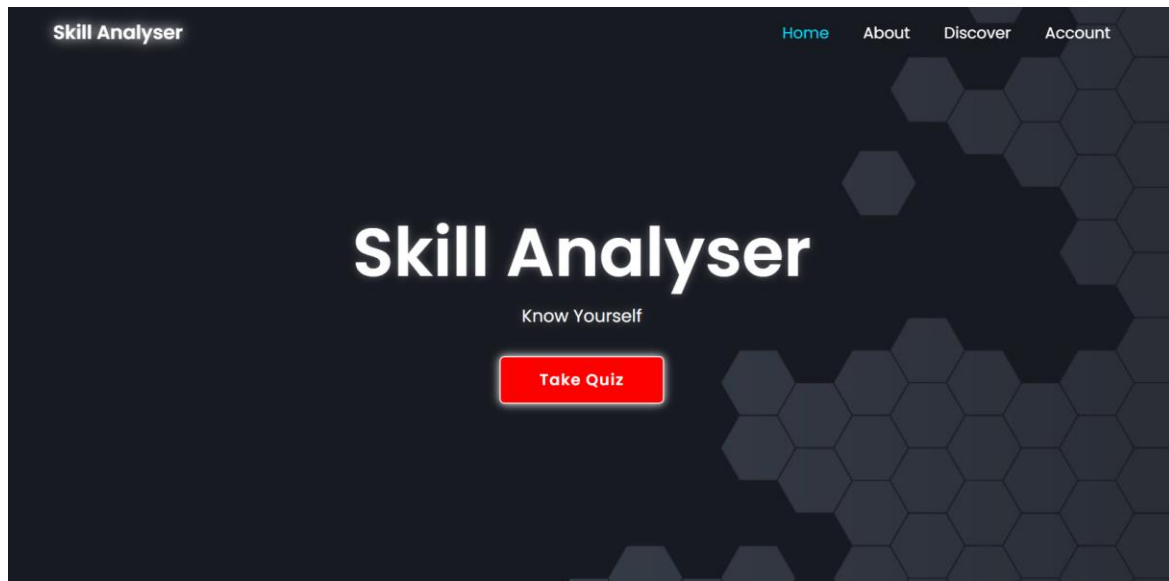 Skill Analyser
Home About Discover Account
Skill Analyser
Know Yourself
Take Quiz